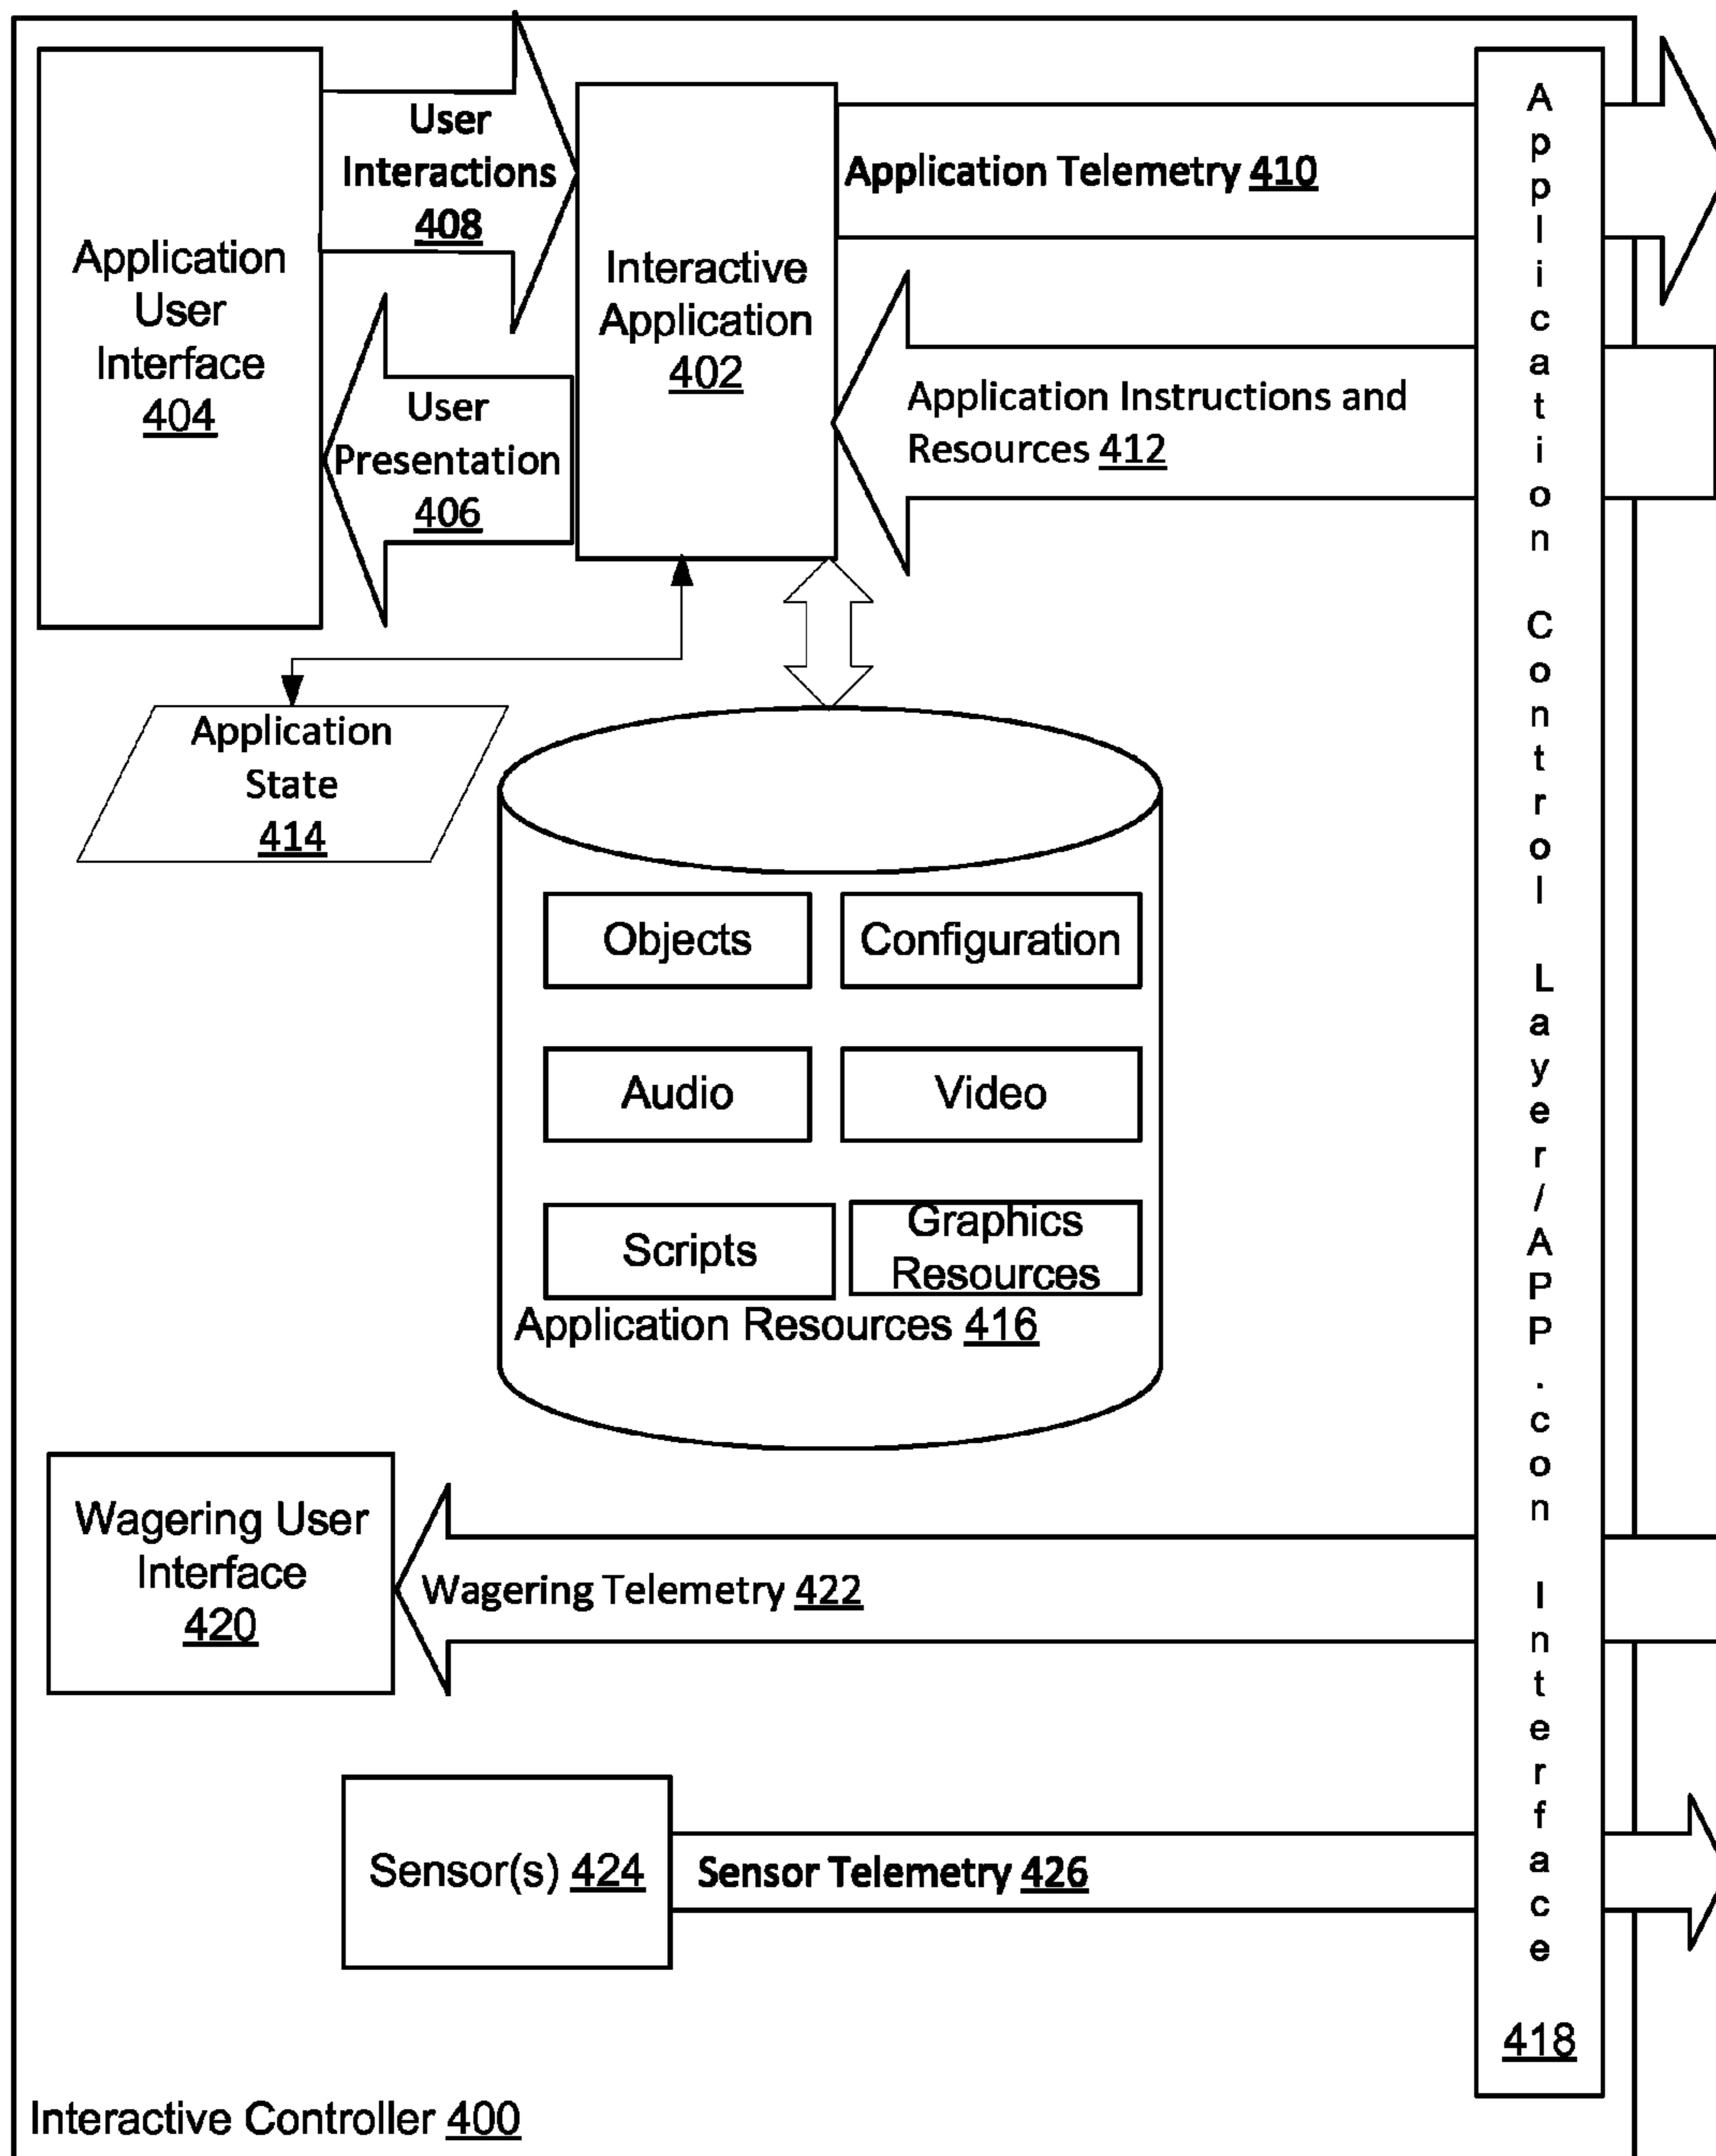 Application
User
Interface
404
User
Interactions
408
User
Presentation
406
Interactive
Application
402
Application Telemetry 410
Application Instructions and
Resources 412
Application
State
414
Objects
Configuration
Audio
Video
Scripts
Graphics
Resources
Application Resources 416
Wagering User
Interface
420
Wagering Telemetry 422
Sensor(s) 424
Sensor Telemetry 426
Application Control Layer/APP.con Interface
418
Interactive Controller 400